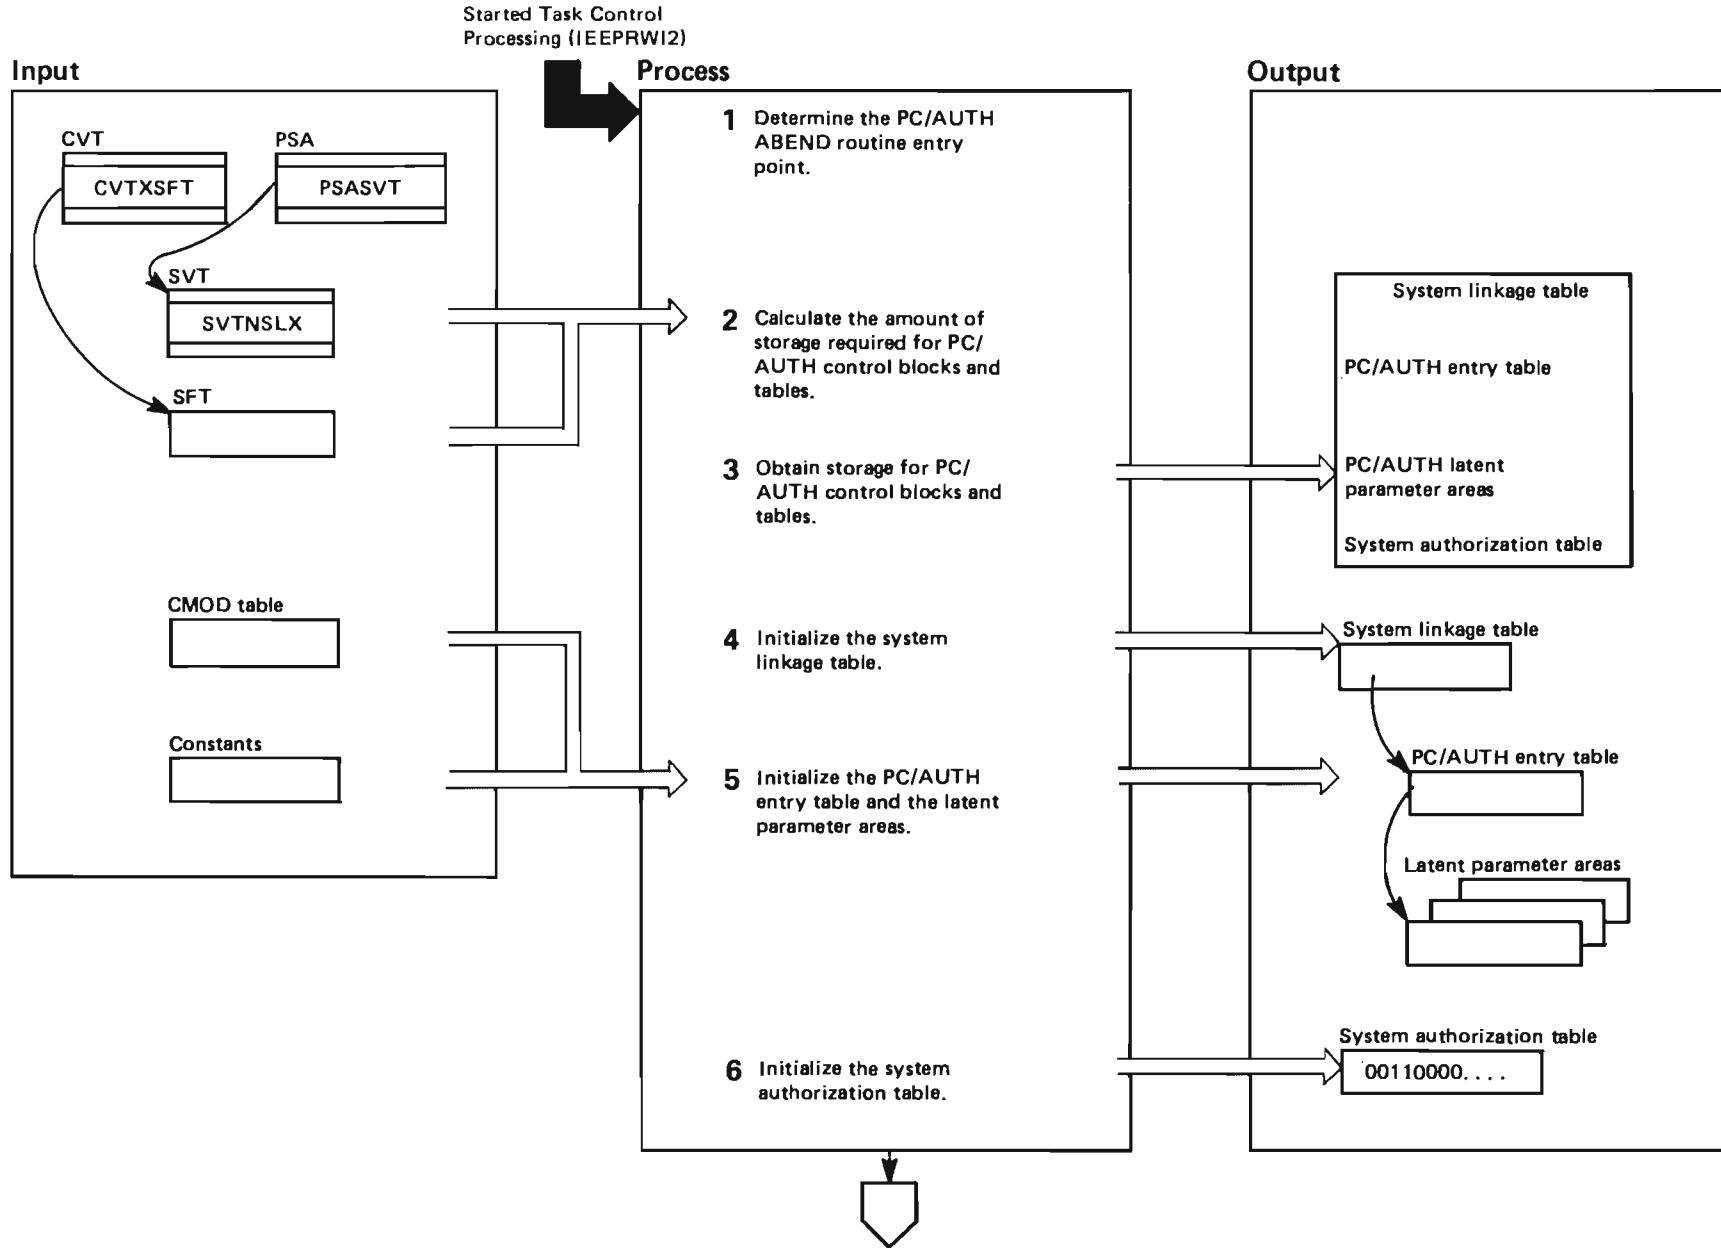 Started Task Control
Processing (IEEPRWI2)
Input
CVT
CVTXSFT
PSA
PSASVT
SVT
SVTNSLX
SFT
CMOD table
Constants
Process
1 Determine the PC/AUTH
ABEND routine entry
point.
2 Calculate the amount of
storage required for PC/
AUTH control blocks and
tables.
3 Obtain storage for PC/
AUTH control blocks and
tables.
4 Initialize the system
linkage table.
5 Initialize the PC/AUTH
entry table and the latent
parameter areas.
6 Initialize the system
authorization table.
Output
System linkage table
PC/AUTH entry table
PC/AUTH latent
parameter areas
System authorization table
System linkage table
PC/AUTH entry table
Latent parameter areas
System authorization table
00110000....